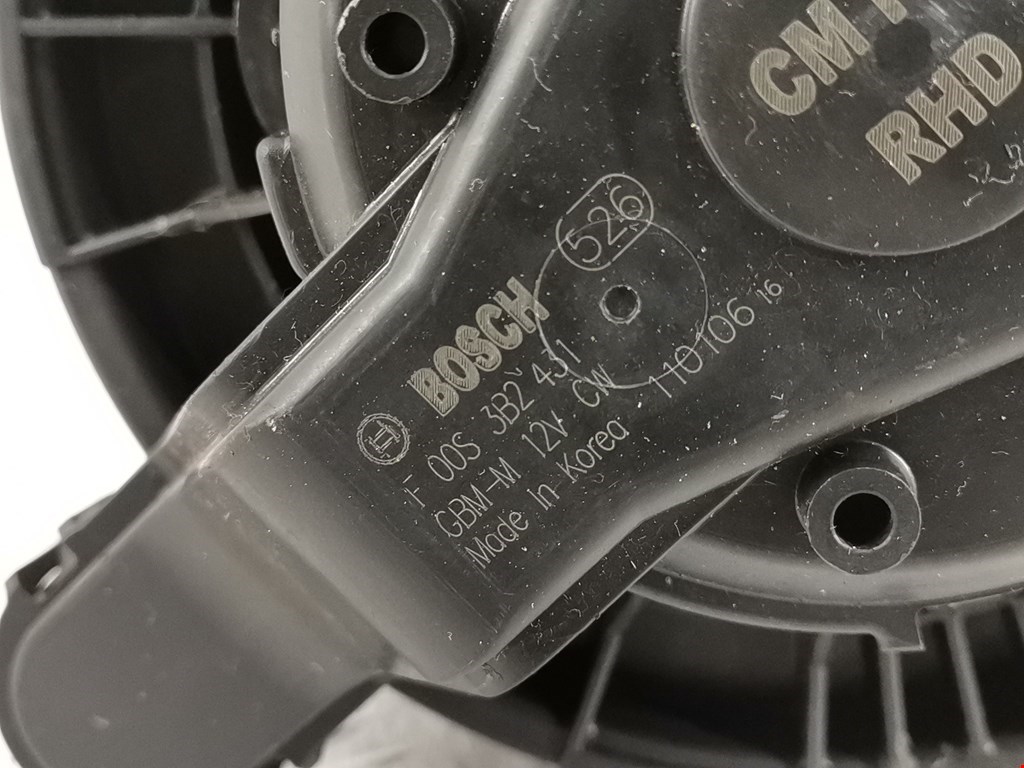 CM
RHD
526
BOSCH
F 00S 3B2 431
GBM-M 12V CW
Made In Korea 110106 16